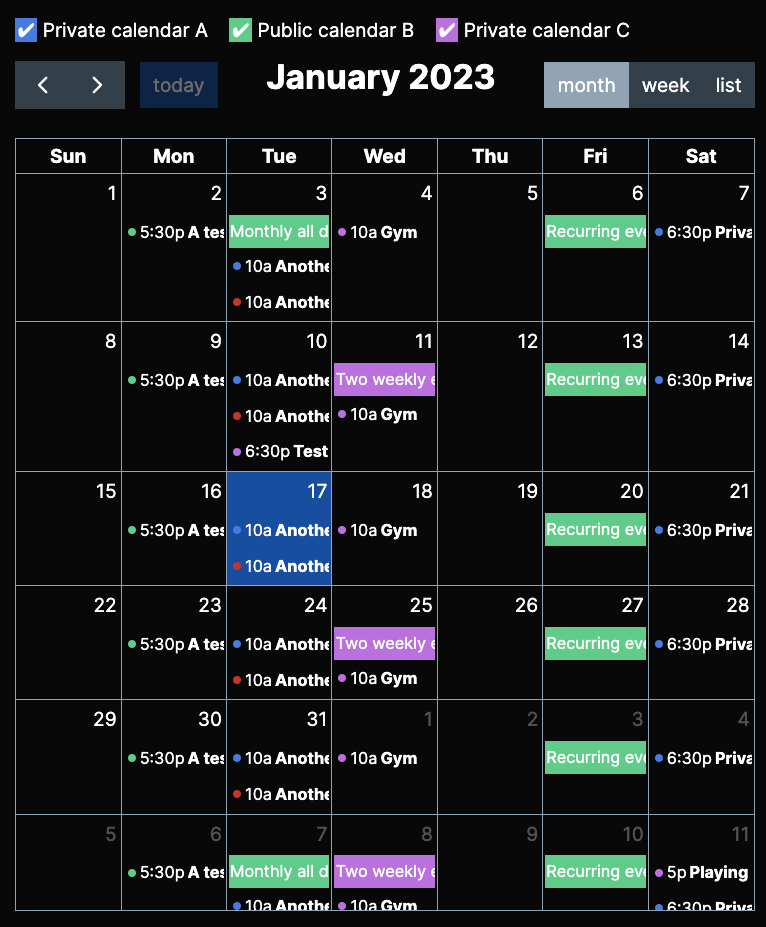 Private calendar A Public calendar B Private calendar C
today January 2023 month week list
Sun Mon Tue Wed Thu Fri Sat
1 2 3 4 5 6 7
5:30p A tes Monthly all d 10a Gym Recurring eve 6:30p Priva
10a Anothe
10a Anothe
8 9 10 11 12 13 14
5:30p A tes 10a Anothe Two weekly e Recurring eve 6:30p Priva
10a Anothe 10a Gym
6:30p Test
15 16 17 18 19 20 21
5:30p A tes 10a Anothe 10a Gym Recurring eve 6:30p Priva
10a Anothe
22 23 24 25 26 27 28
5:30p A tes 10a Anothe Two weekly e Recurring eve 6:30p Priva
10a Anothe 10a Gym
29 30 31 1 2 3 4
5:30p A tes 10a Anothe 10a Gym Recurring eve 6:30p Priva
10a Anothe
5 6 7 8 9 10 11
5:30p A tes Monthly all d Two weekly e Recurring eve 5p Playing
10a Anothe 10a Gym 6:30p Priva